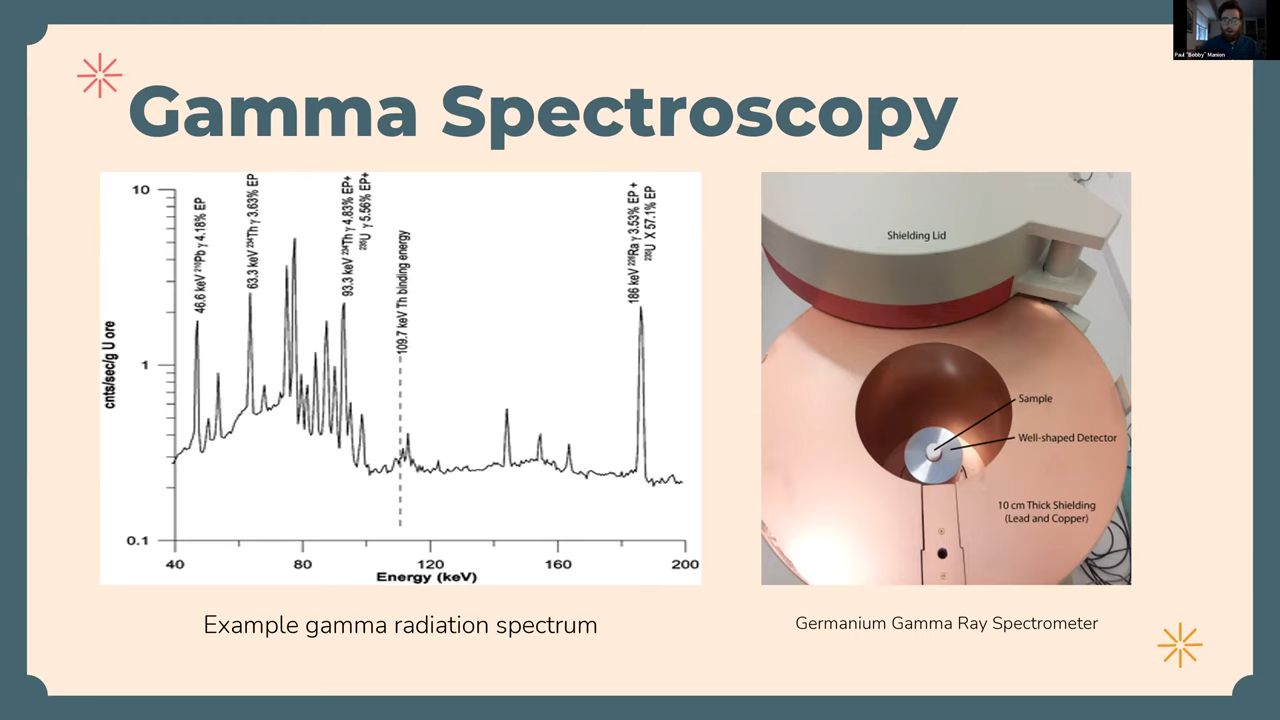 Paul "Bobby" Manion
Gamma Spectroscopy
10
1
0.1
cnts/sec/g U ore
46.6 keV ²¹⁰Pb γ 4.18% EP
63.3 keV ²³⁴Th γ 3.63% EP
93.3 keV ²³⁴Th γ 4.83% EP+
²³⁵U γ 5.56% EP+
109.7 keV Th binding energy
186 keV ²²⁶Ra γ 3.53% EP +
²³⁵U X 57.1% EP
40
80
120
160
200
Energy (keV)
Example gamma radiation spectrum
Shielding Lid
Sample
Well-shaped Detector
10 cm Thick Shielding
(Lead and Copper)
Germanium Gamma Ray Spectrometer